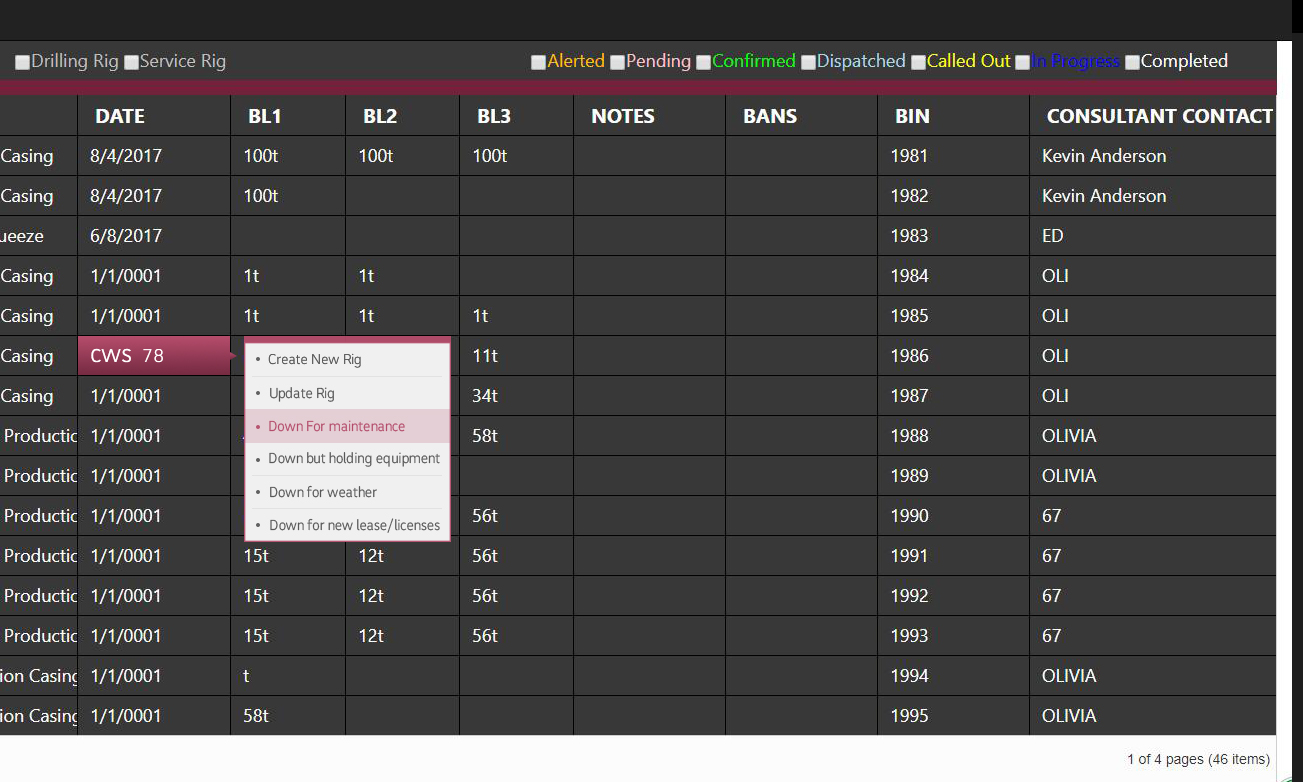 Drilling Rig Service Rig Alerted Pending Confirmed Dispatched Called Out In Progress Completed
DATE BL1 BL2 BL3 NOTES BANS BIN CONSULTANT CONTACT
Casing 8/4/2017 100t 100t 100t 1981 Kevin Anderson
Casing 8/4/2017 100t 1982 Kevin Anderson
ueeze 6/8/2017 1983 ED
Casing 1/1/0001 1t 1t 1984 OLI
Casing 1/1/0001 1t 1t 1t 1985 OLI
Casing CWS 78 11t 1986 OLI
Casing 1/1/0001 34t 1987 OLI
Productic 1/1/0001 58t 1988 OLIVIA
Productic 1/1/0001 1989 OLIVIA
Productic 1/1/0001 56t 1990 67
• Create New Rig
• Update Rig
• Down For maintenance
• Down but holding equipment
• Down for weather
• Down for new lease/licenses
Productic 1/1/0001 15t 12t 56t 1991 67
Productic 1/1/0001 15t 12t 56t 1992 67
Productic 1/1/0001 15t 12t 56t 1993 67
ion Casing 1/1/0001 t 1994 OLIVIA
ion Casing 1/1/0001 58t 1995 OLIVIA
1 of 4 pages (46 items)